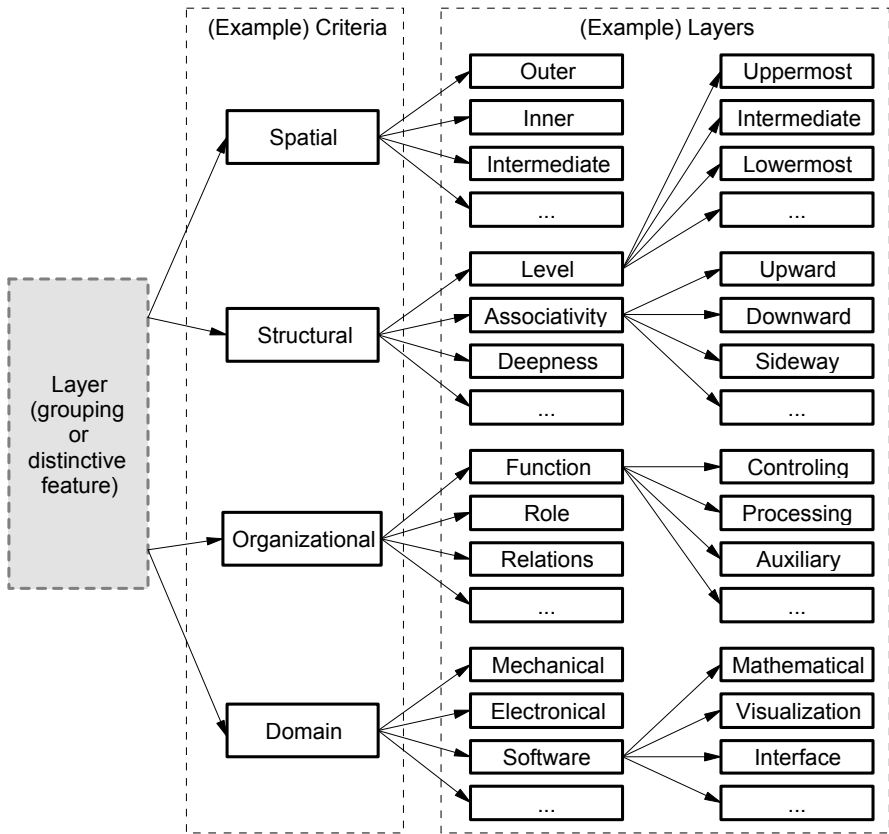 (Example) Criteria
(Example) Layers
Layer
(grouping
or
distinctive
feature)
Spatial
Structural
Organizational
Domain
Outer
Inner
Intermediate
...
Level
Associativity
Deepness
...
Function
Role
Relations
...
Mechanical
Electronical
Software
...
Uppermost
Intermediate
Lowermost
...
Upward
Downward
Sideway
...
Controling
Processing
Auxiliary
...
Mathematical
Visualization
Interface
...